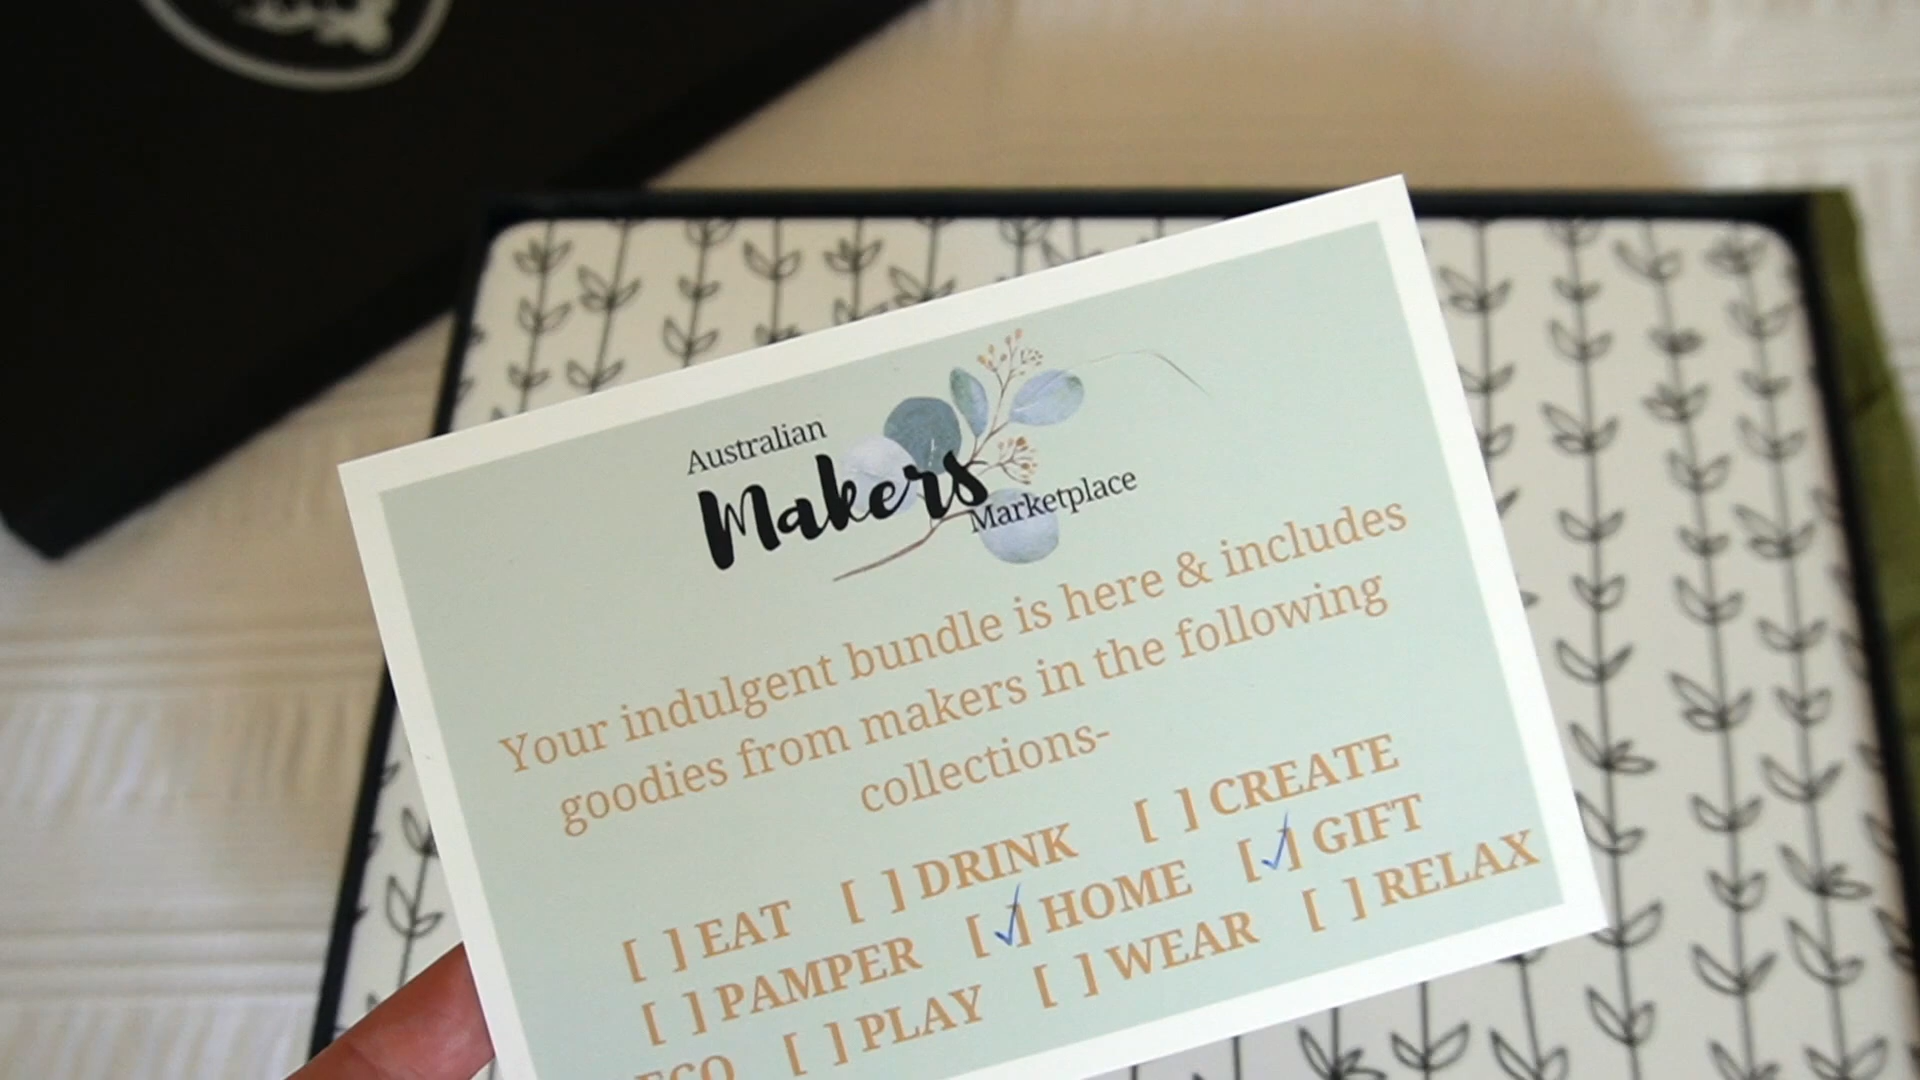 Australian
Makers
Marketplace
Your indulgent bundle is here & includes
goodies from makers in the following
collections-
[ ] EAT [ ] DRINK [ ] CREATE
[ ] PAMPER [✓] HOME [✓] GIFT
ECO [ ] PLAY [ ] WEAR [ ] RELAX